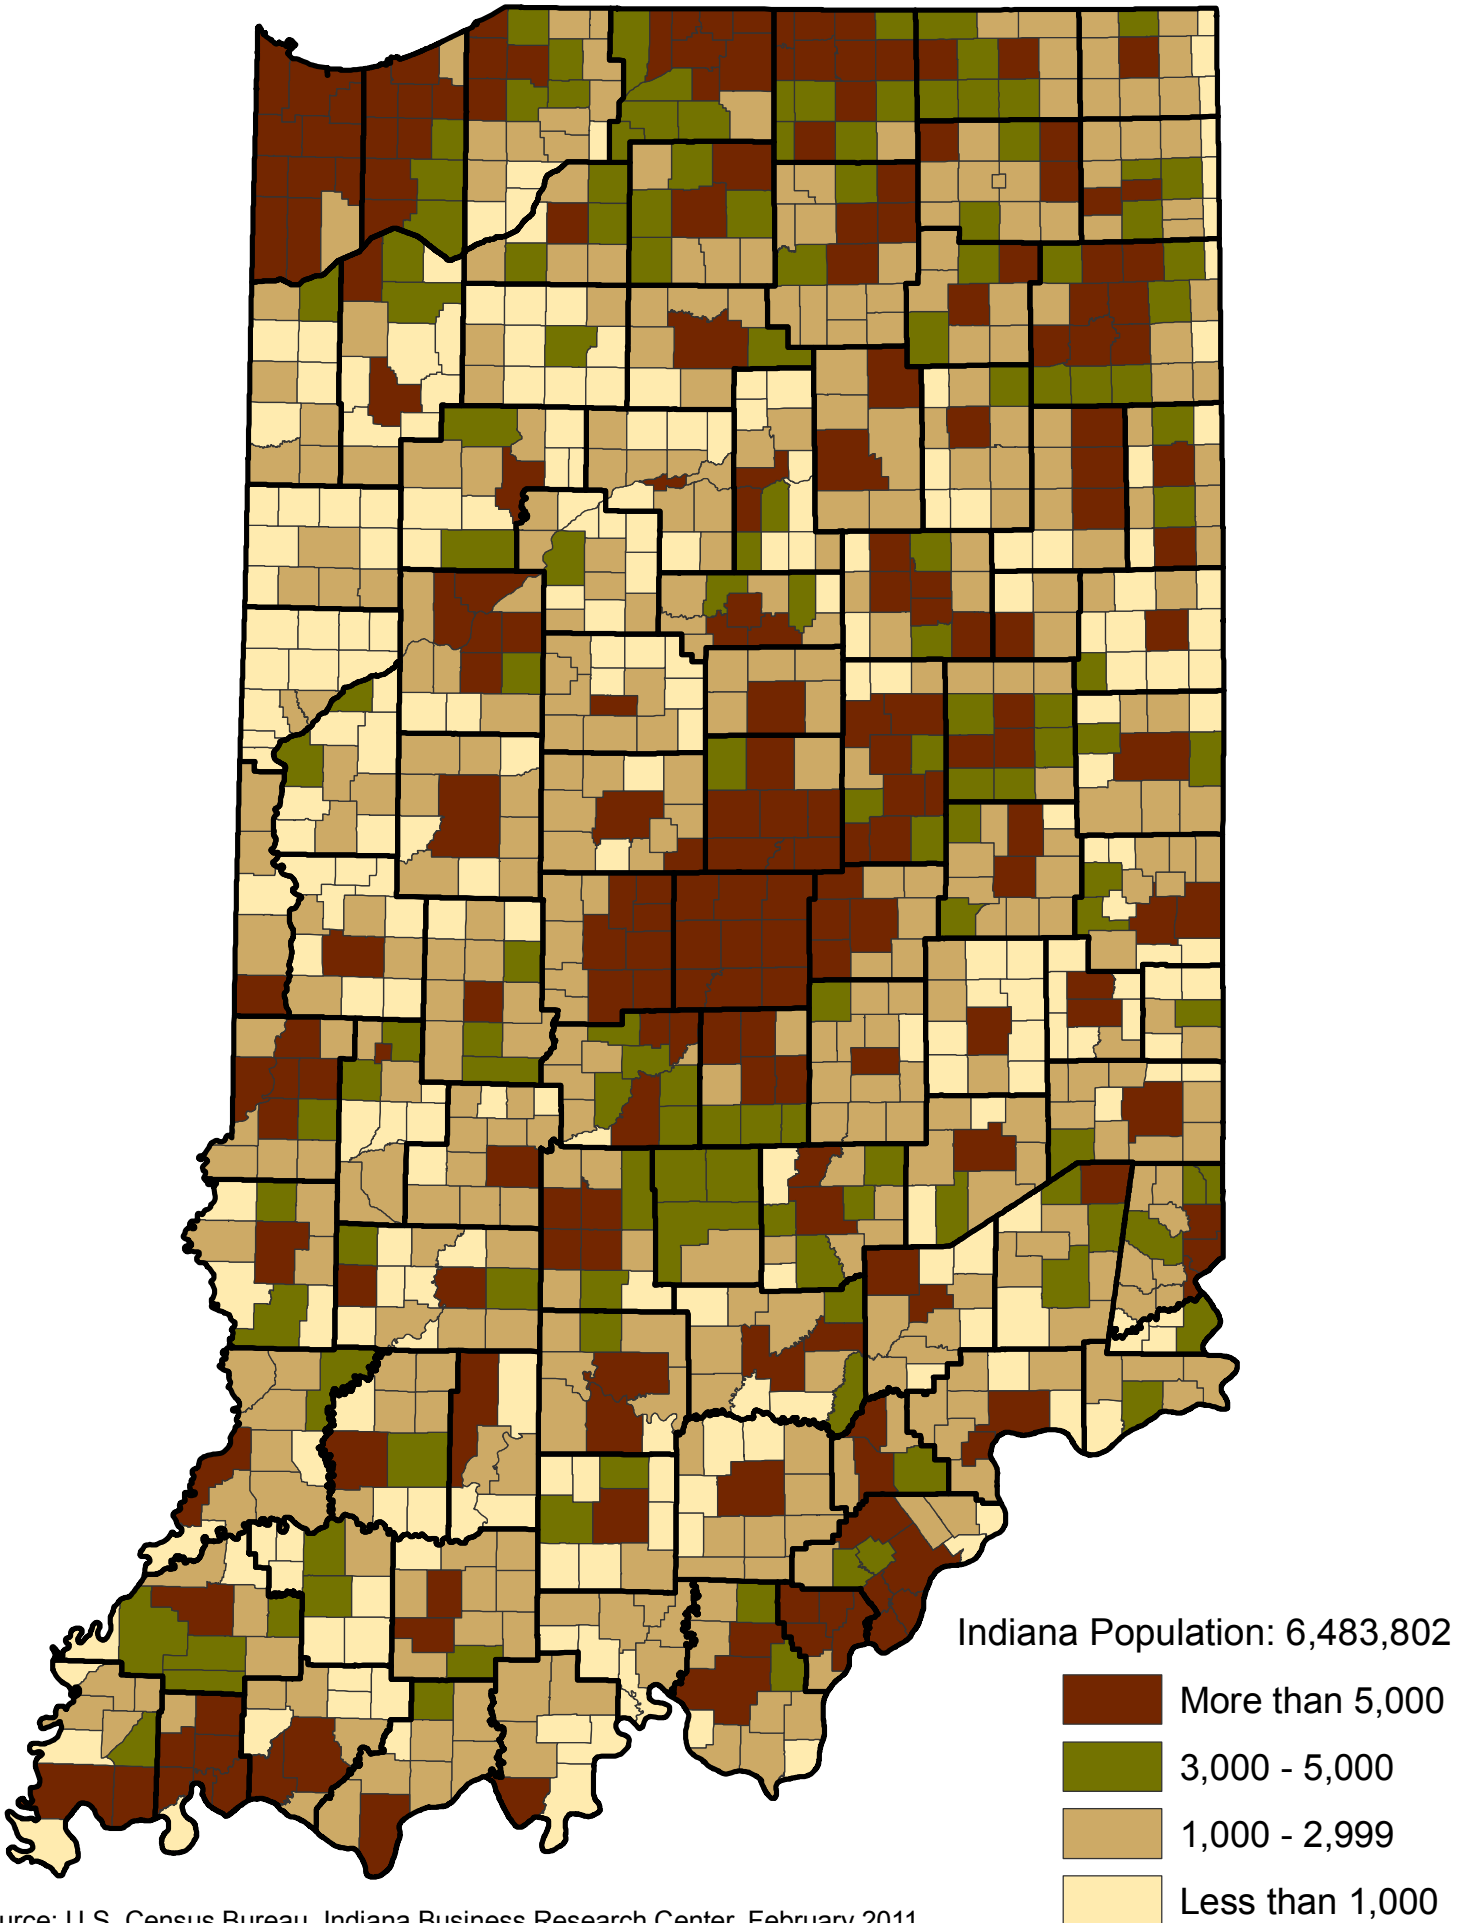 Indiana Population: 6,483,802
More than 5,000
3,000 - 5,000
1,000 - 2,999
Less than 1,000
U.S. Census Bureau, Indiana Business Research Center, February 2011